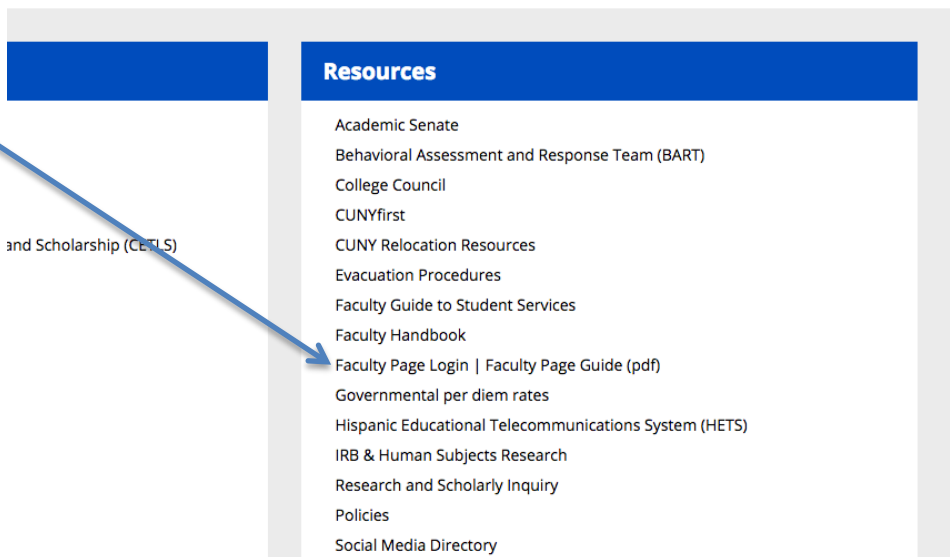 Resources
Academic Senate
Behavioral Assessment and Response Team (BART)
College Council
CUNYfirst
and Scholarship (CETLS)
CUNY Relocation Resources
Evacuation Procedures
Faculty Guide to Student Services
Faculty Handbook
Faculty Page Login | Faculty Page Guide (pdf)
Governmental per diem rates
Hispanic Educational Telecommunications System (HETS)
IRB & Human Subjects Research
Research and Scholarly Inquiry
Policies
Social Media Directory